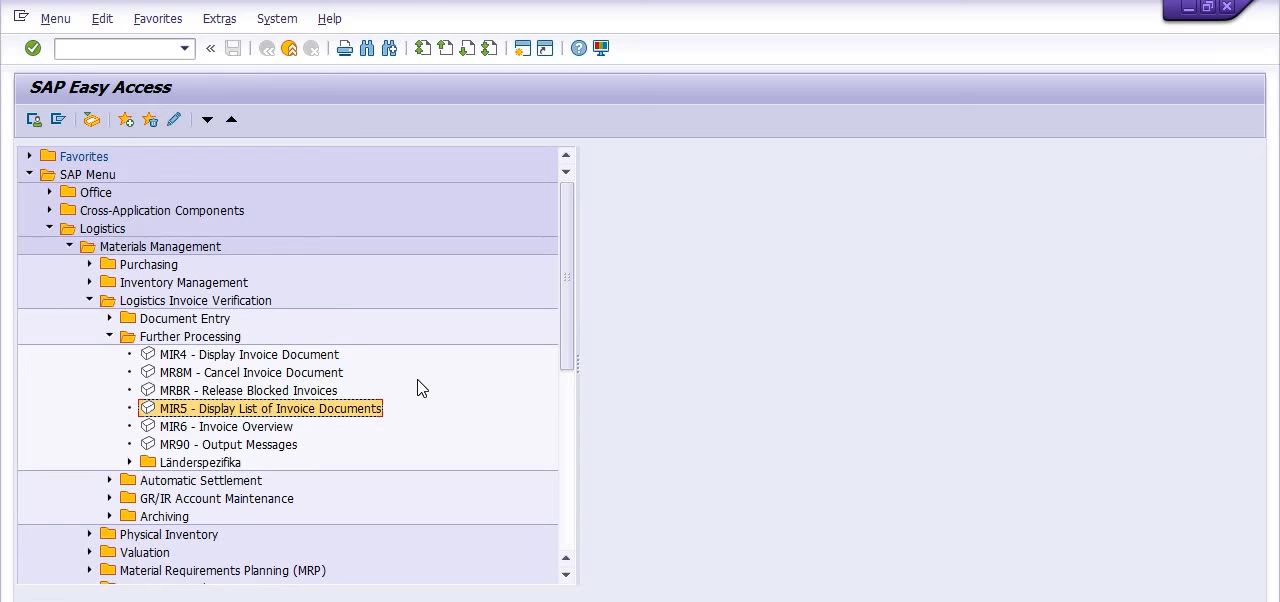 Menu Edit Favorites Extras System Help
SAP Easy Access
Favorites
SAP Menu
Office
Cross-Application Components
Logistics
Materials Management
Purchasing
Inventory Management
Logistics Invoice Verification
Document Entry
Further Processing
MIR4 - Display Invoice Document
MR8M - Cancel Invoice Document
MRBR - Release Blocked Invoices
MIR5 - Display List of Invoice Documents
MIR6 - Invoice Overview
MR90 - Output Messages
Länderspezifika
Automatic Settlement
GR/IR Account Maintenance
Archiving
Physical Inventory
Valuation
Material Requirements Planning (MRP)